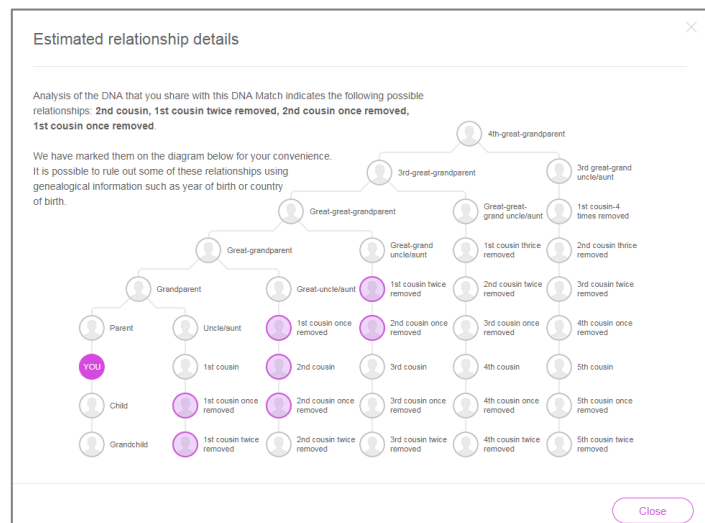 Estimated relationship details
Analysis of the DNA that you share with this DNA Match indicates the following possible
relationships: 2nd cousin, 1st cousin twice removed, 2nd cousin once removed,
1st cousin once removed.
We have marked them on the diagram below for your convenience.
It is possible to rule out some of these relationships using
genealogical information such as year of birth or country
of birth.
4th-great-grandparent
3rd-great-grandparent
3rd great-grand
uncle/aunt
Great-great-grandparent
Great-great-
grand uncle/aunt
1st cousin-4
times removed
Great-grandparent
Great-grand
uncle/aunt
1st cousin thrice
removed
2nd cousin thrice
removed
Grandparent
Great-uncle/aunt
1st cousin twice
removed
2nd cousin twice
removed
3rd cousin twice
removed
Parent
Uncle/aunt
1st cousin once
removed
2nd cousin once
removed
3rd cousin once
removed
4th cousin once
removed
YOU
1st cousin
2nd cousin
3rd cousin
4th cousin
5th cousin
Child
1st cousin once
removed
2nd cousin once
removed
3rd cousin once
removed
4th cousin once
removed
5th cousin once
removed
Grandchild
1st cousin twice
removed
2nd cousin twice
removed
3rd cousin twice
removed
4th cousin twice
removed
5th cousin twice
removed
Close